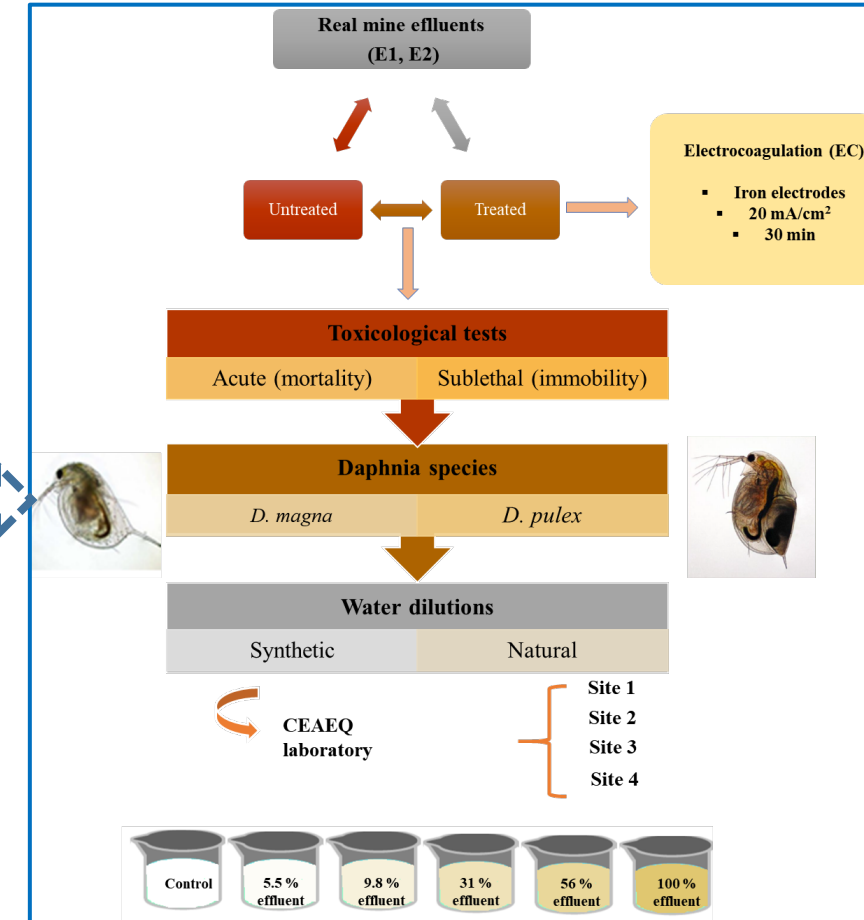 Real mine efluents
(E1, E2)
Untreated
Treated
Electrocoagulation (EC)
▪ Iron electrodes
▪ 20 mA/cm²
▪ 30 min
Toxicological tests
Acute (mortality)
Sublethal (immobility)
Daphnia species
D. magna
D. pulex
Water dilutions
Synthetic
Natural
CEAEQ
laboratory
Site 1
Site 2
Site 3
Site 4
Control
5.5 %
effluent
9.8 %
effluent
31 %
effluent
56 %
effluent
100 %
effluent